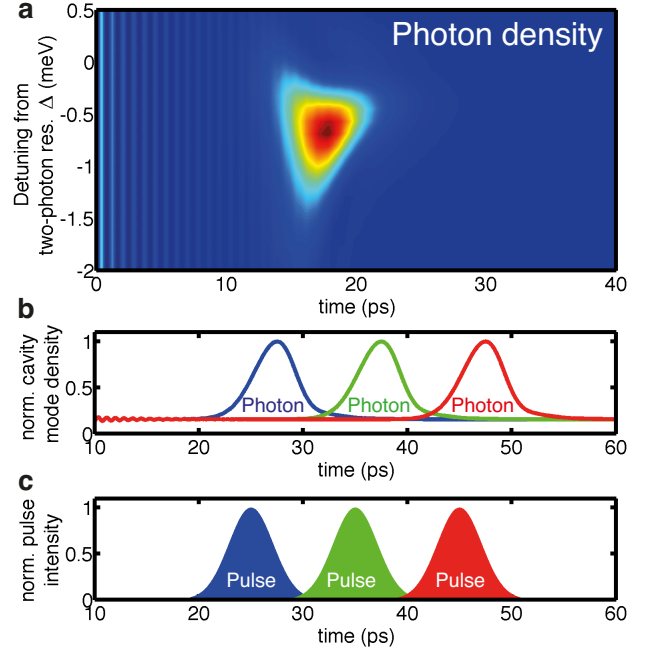 a
Photon density
Detuning from
two-photon res. Δ (meV)
0.5
0
-0.5
-1
-1.5
-2
0
10
20
30
40
time (ps)
b
norm. cavity
mode density
1
0.5
0
Photon
Photon
Photon
10
20
30
40
50
60
time (ps)
c
norm. pulse
intensity
1
0.5
0
Pulse
Pulse
Pulse
10
20
30
40
50
60
time (ps)